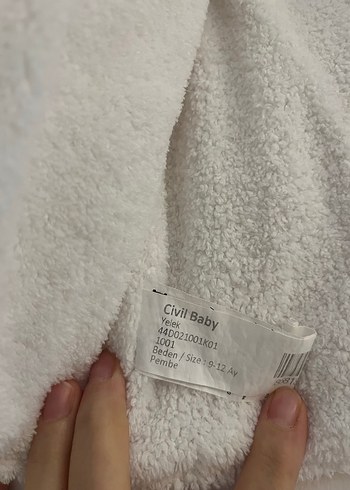 Civil Baby
Yelek
44D021001K01
1001
Beden / Size : 9-12 Ay
Pembe